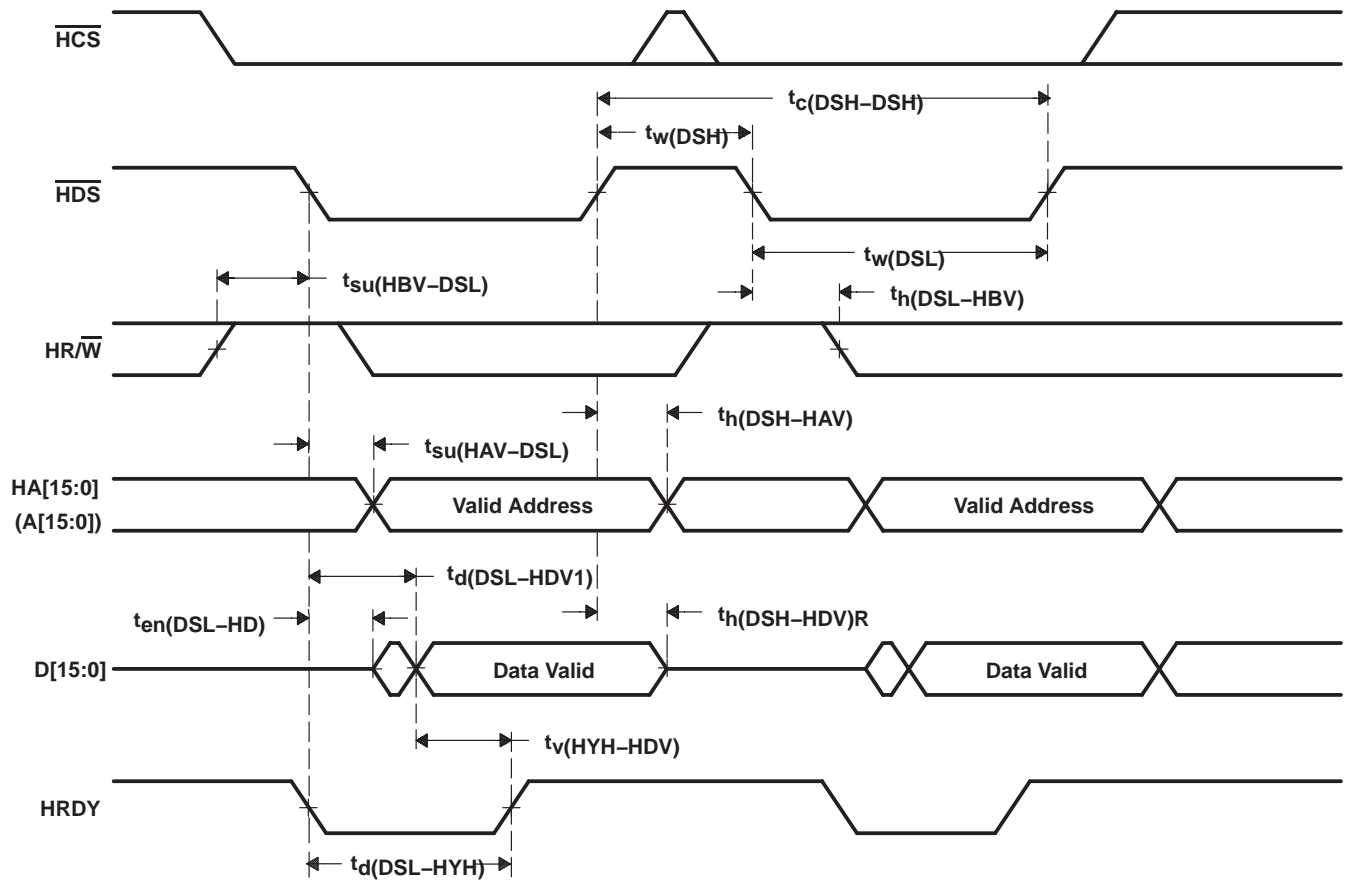 HCS
tc(DSH–DSH)
tw(DSH)
HDS
tw(DSL)
tsu(HBV–DSL)
th(DSL–HBV)
HR/W
th(DSH–HAV)
tsu(HAV–DSL)
HA[15:0]
(A[15:0])
Valid Address
Valid Address
td(DSL–HDV1)
ten(DSL–HD)
th(DSH–HDV)R
D[15:0]
Data Valid
Data Valid
tv(HYH–HDV)
HRDY
td(DSL–HYH)